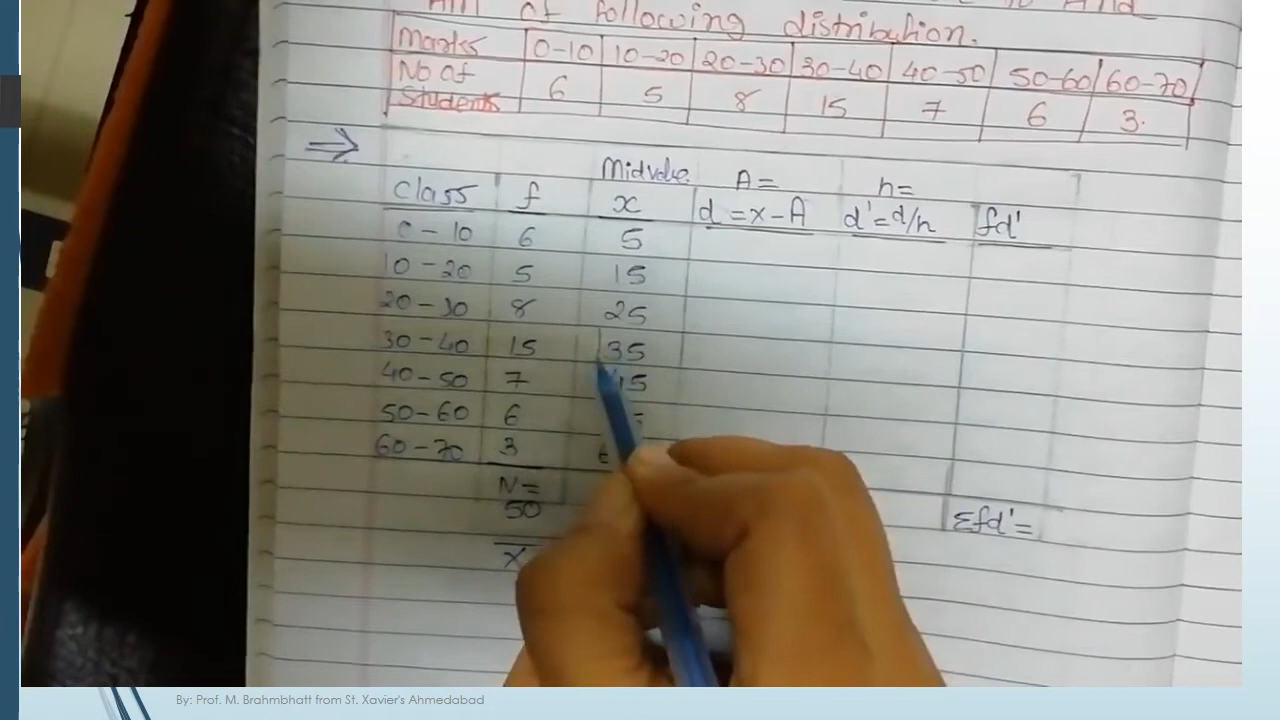 of following distribution.
Marks 0-10 10-20 20-30 30-40 40-50 50-60 60-70
No of Students 6 5 8 15 7 6 3.
⇒
Class f Midvalue x A= d=x-A h= d'=d/h fd'
0-10 6 5
10-20 5 15
20-30 8 25
30-40 15 35
40-50 7
50-60 6
60-70 3
N= 50
Σfd'=
By: Prof. M. Brahmbhatt from St. Xavier's Ahmedabad